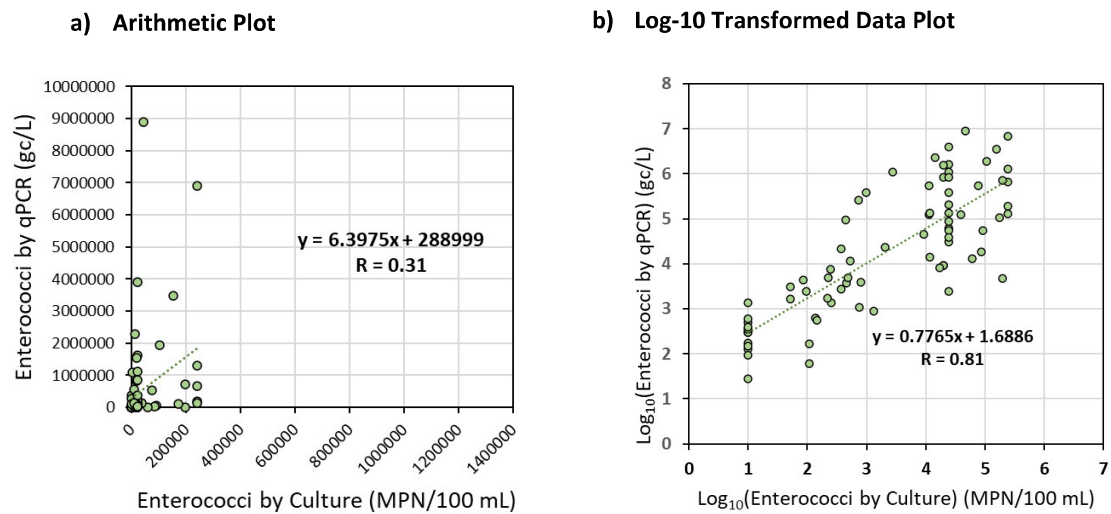 a) Arithmetic Plot
Enterococci by qPCR (gc/L)
10000000
9000000
8000000
7000000
6000000
5000000
4000000
3000000
2000000
1000000
0
y = 6.3975x + 288999
R = 0.31
0
200000
400000
600000
800000
1000000
1200000
1400000
Enterococci by Culture (MPN/100 mL)
b) Log-10 Transformed Data Plot
Log₁₀(Enterococci by qPCR) (gc/L)
8
7
6
5
4
3
2
1
0
y = 0.7765x + 1.6886
R = 0.81
0 1 2 3 4 5 6 7
Log₁₀(Enterococci by Culture) (MPN/100 mL)